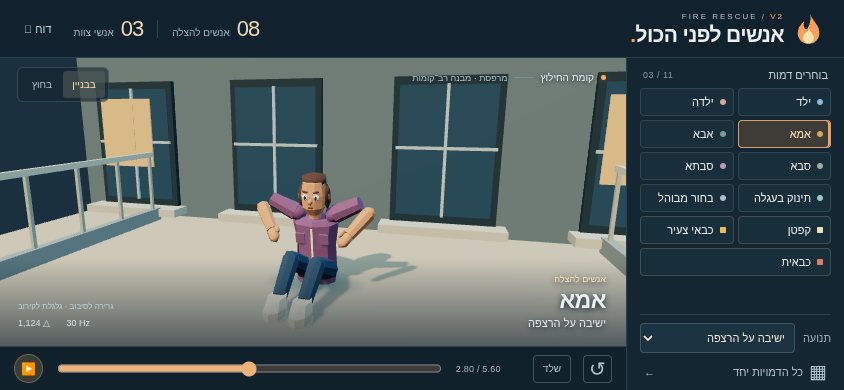 FIRE RESCUE / V2
אנשים לפני הכול.
08 אנשים להצלה
03 אנשי צוות
דוח
בוחרים דמות
03 / 11
ילד
ילדה
אמא
אבא
סבא
סבתא
תינוק בעגלה
בחור מבוהל
קפטן
כבאי צעיר
כבאית
תנועה
ישיבה על הרצפה
כל הדמויות יחד
←
קומת החילוץ
מרפסת · מבנה רב־קומות
בבניין
בחוץ
אנשים להצלה
אמא
ישיבה על הרצפה
גרירה לסיבוב · גלגלת לקירוב
1,124 △ 30 Hz
שלד
2.80 / 5.60